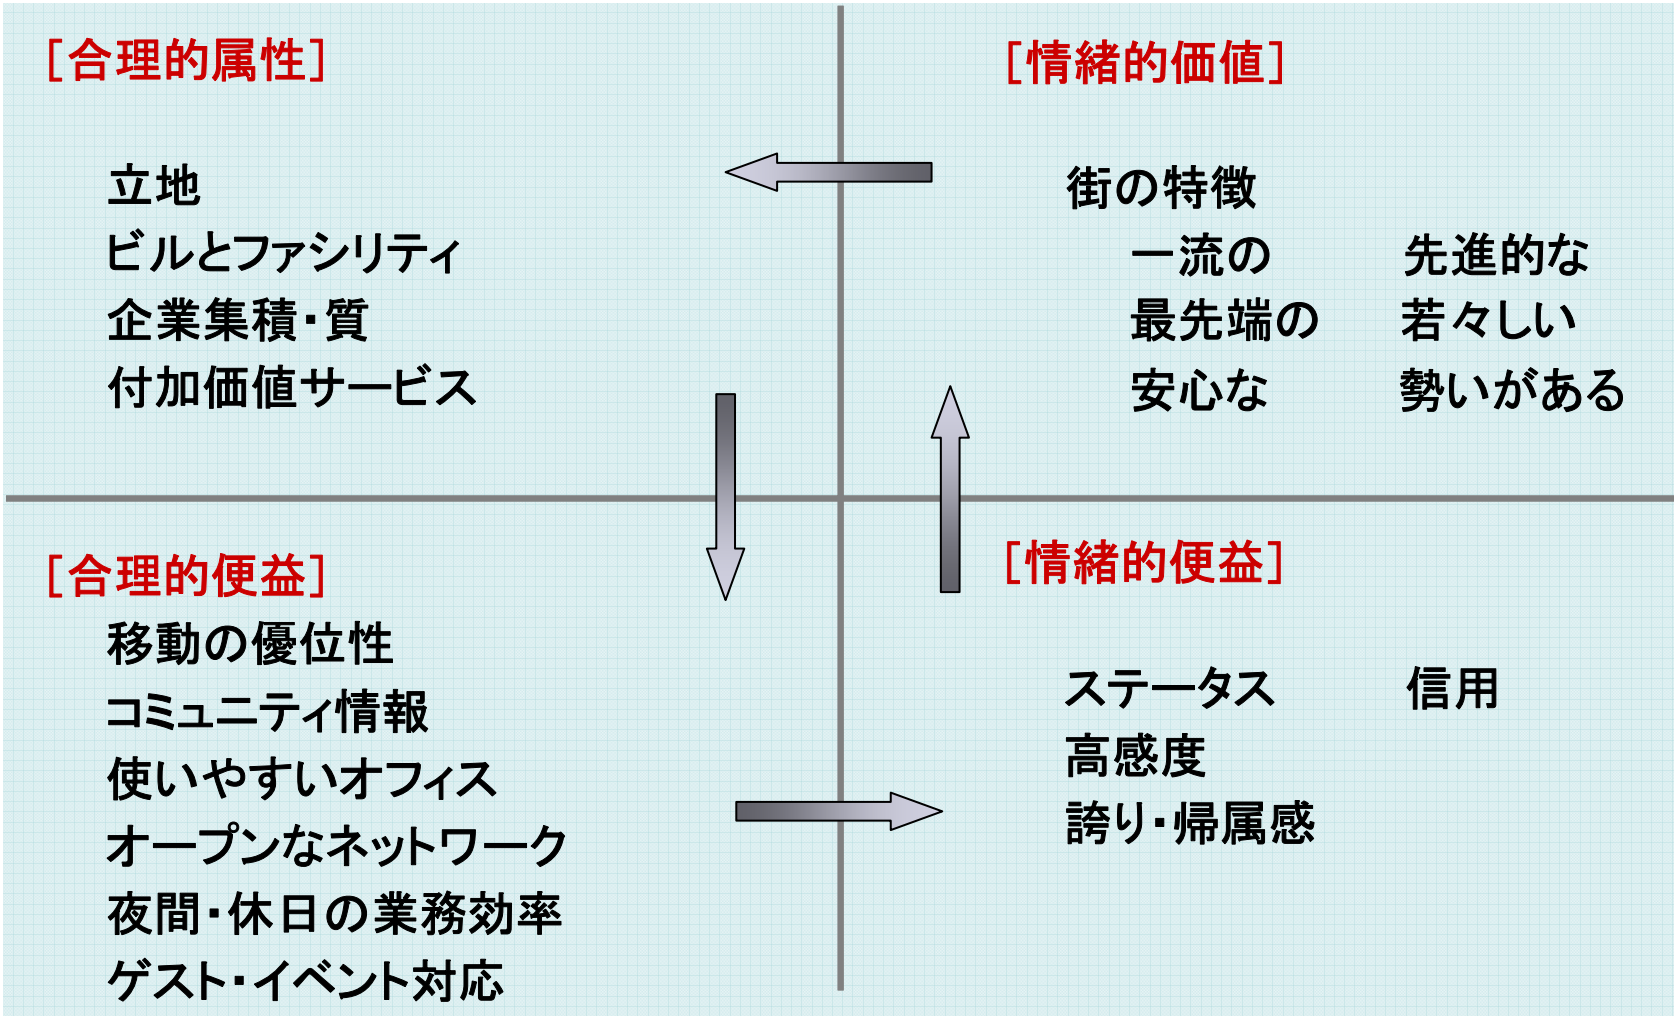 ［合理的属性］
立地
ビルとファシリティ
企業集積・質
付加価値サービス
［情緒的価値］
街の特徴
一流の 先進的な
最先端の 若々しい
安心な 勢いがある
［合理的便益］
移動の優位性
コミュニティ情報
使いやすいオフィス
オープンなネットワーク
夜間・休日の業務効率
ゲスト・イベント対応
［情緒的便益］
ステータス 信用
高感度
誇り・帰属感